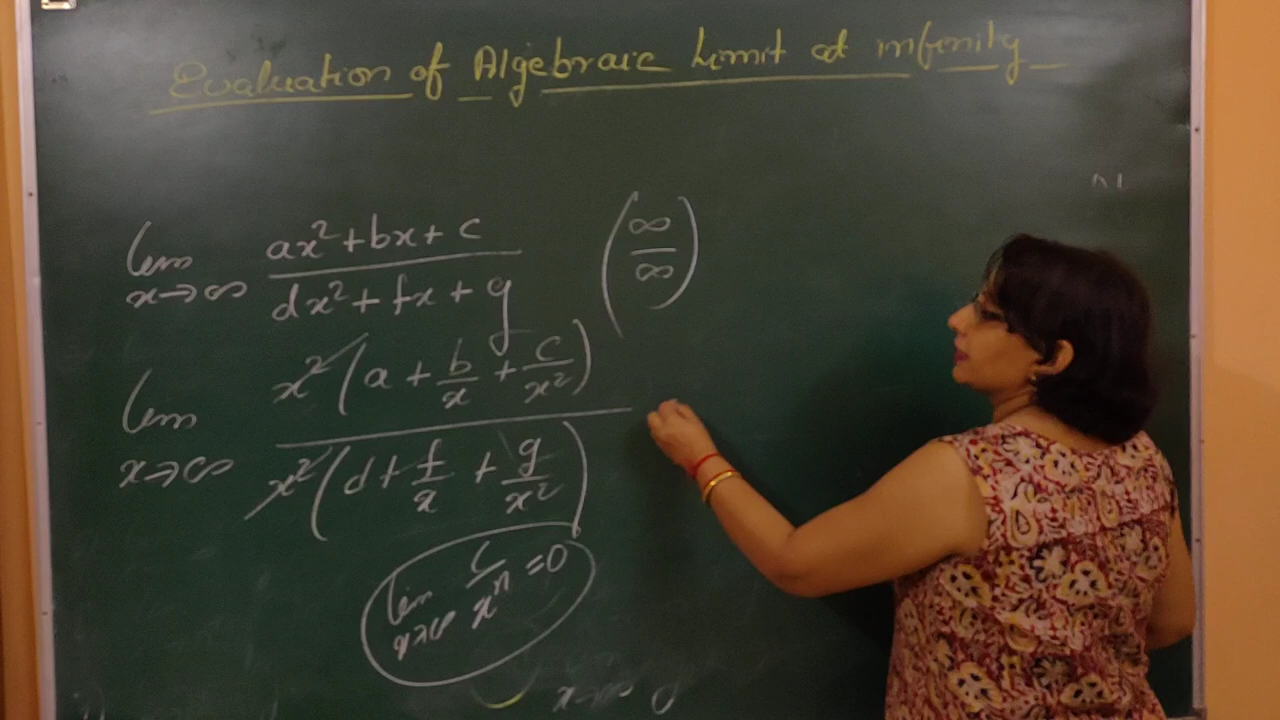 Evaluation of Algebraic Limit at infinity
lim x→∞ (ax²+bx+c)/(dx²+fx+g) (∞/∞)
lim x→∞ x²(a+b/x+c/x²)/x²(d+f/x+g/x²)
lim x→∞ c/xⁿ=0
x→∞